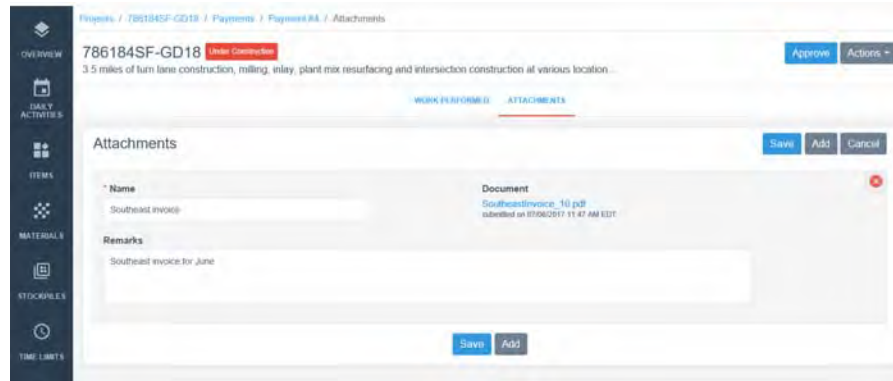 Projects / 786184SF-GD18 / Payments / Payment #4 / Attachments
OVERVIEW
786184SF-GD18 Under Construction
Approve Actions
3.5 miles of turn lane construction, milling, inlay, plant mix resurfacing and intersection construction at various location...
DAILY
ACTIVITIES
WORK PERFORMED ATTACHMENTS
Attachments
Save Add Cancel
ITEMS
* Name
Document
Southeast invoice
SoutheastInvoice_10.pdf
submitted on 07/06/2017 11:47 AM EDT
MATERIALS
Remarks
Southeast invoice for June
STOCKPILES
Save Add
TIME LIMITS